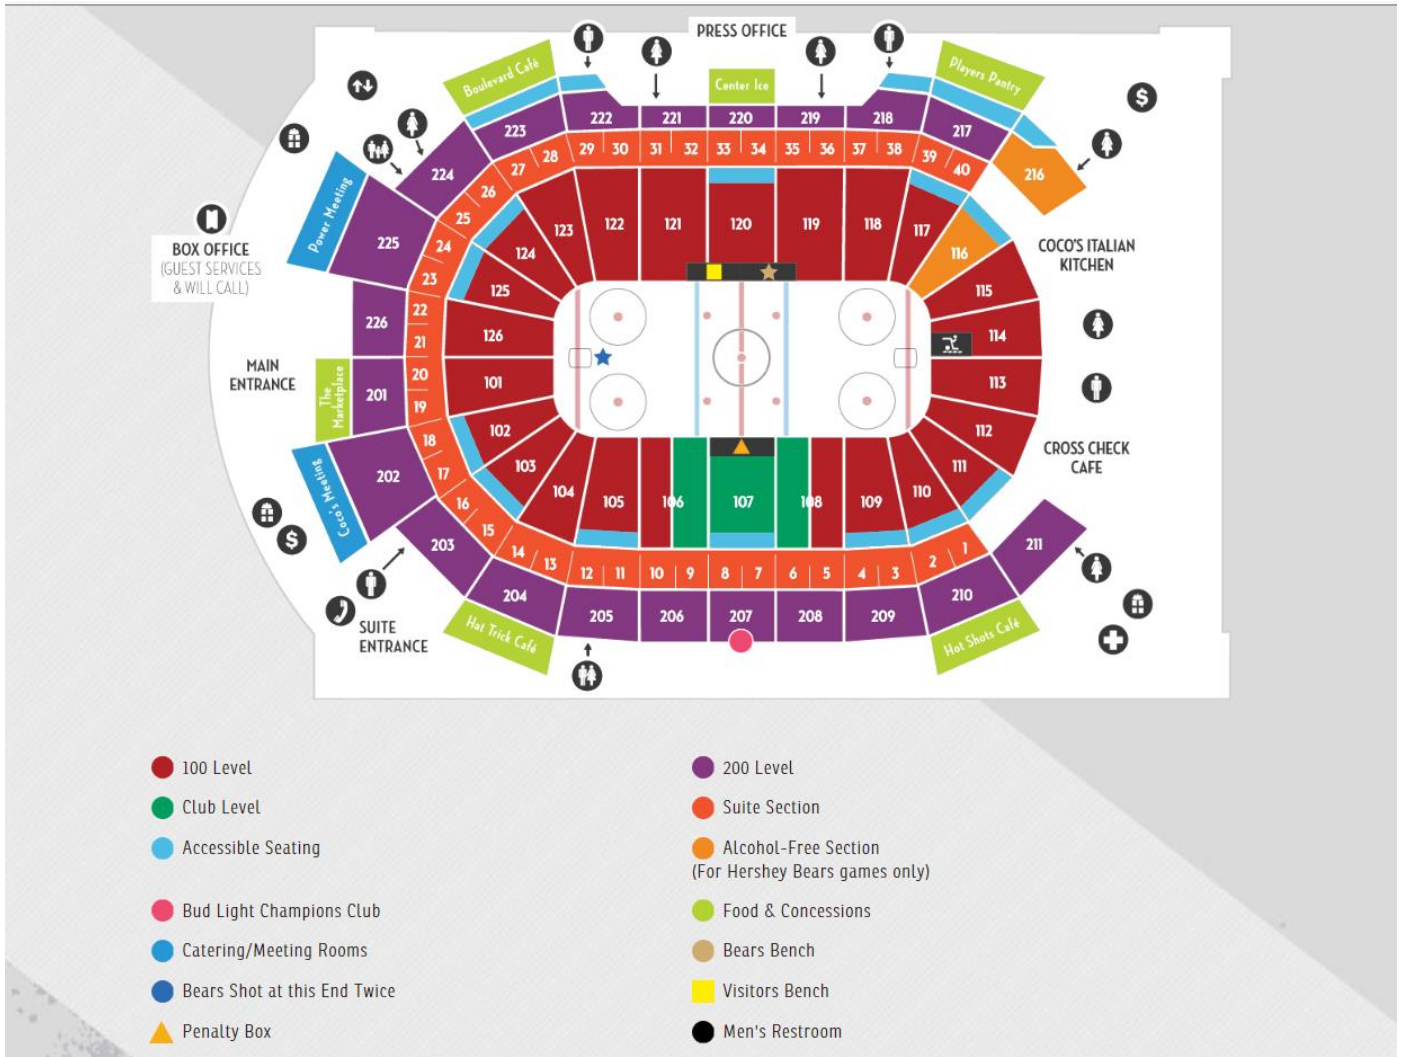 PRESS OFFICE
Boulevard Café
Center Ice
Players Pantry
222
221
220
219
218
223
217
224
216
225
226
201
202
203
204
205
206
207
208
209
210
211
29 30 31 32 33 34 35 36 37 38
28
27
26
25
24
23
22
21
20
19
18
17
16
15
14
13
12 11 10 9 8 7 6 5 4 3
2
1
39
40
Power Meeting
BOX OFFICE
(GUEST SERVICES
& WILL CALL)
MAIN
ENTRANCE
The
Marketplace
Coco's Meeting
$
SUITE
ENTRANCE
Hat Trick Café
Hot Shots Café
$
COCO'S ITALIAN
KITCHEN
CROSS CHECK
CAFE
123
122
121
120
119
118
117
124
116
125
115
126
114
101
113
102
112
103
111
104
105
106
107
108
109
110
100 Level
200 Level
Club Level
Suite Section
Accessible Seating
Alcohol-Free Section
(For Hershey Bears games only)
Bud Light Champions Club
Food & Concessions
Catering/Meeting Rooms
Bears Bench
Bears Shot at this End Twice
Visitors Bench
Penalty Box
Men's Restroom